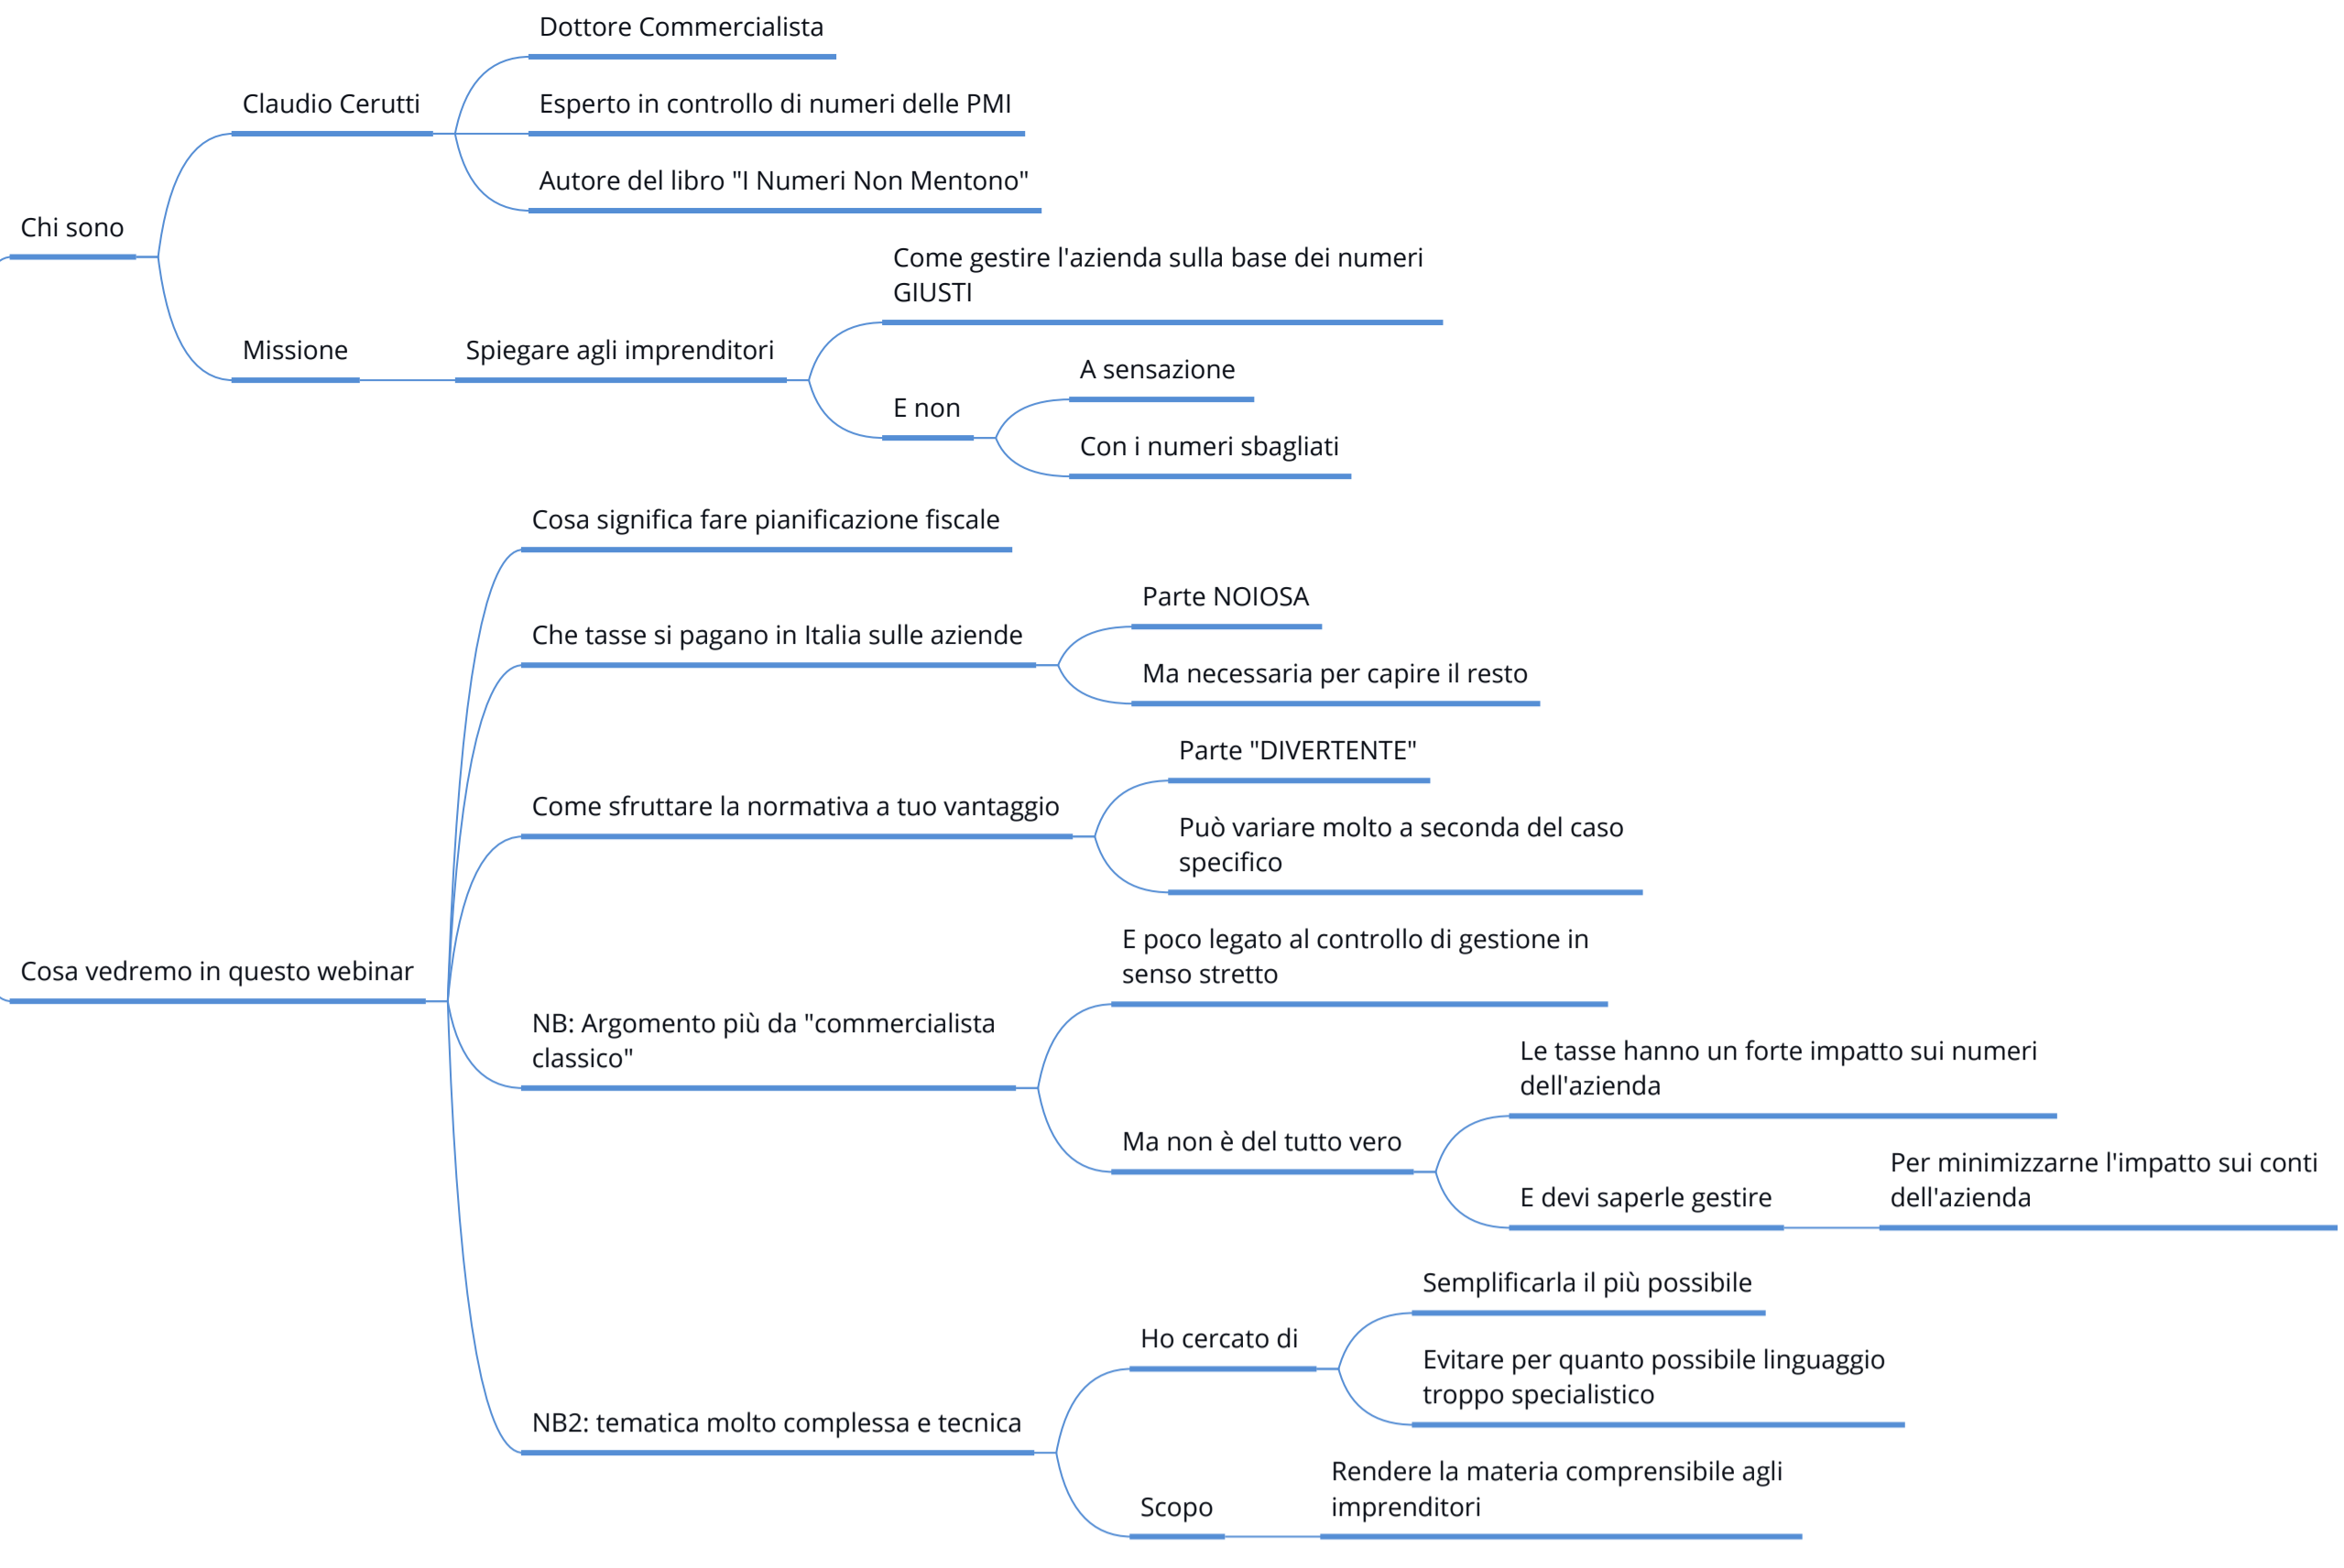 Chi sono
Claudio Cerutti
Dottore Commercialista
Esperto in controllo di numeri delle PMI
Autore del libro "I Numeri Non Mentono"
Missione
Spiegare agli imprenditori
Come gestire l'azienda sulla base dei numeri
GIUSTI
E non
A sensazione
Con i numeri sbagliati
Cosa vedremo in questo webinar
Cosa significa fare pianificazione fiscale
Che tasse si pagano in Italia sulle aziende
Parte NOIOSA
Ma necessaria per capire il resto
Come sfruttare la normativa a tuo vantaggio
Parte "DIVERTENTE"
Può variare molto a seconda del caso
specifico
NB: Argomento più da "commercialista
classico"
E poco legato al controllo di gestione in
senso stretto
Ma non è del tutto vero
Le tasse hanno un forte impatto sui numeri
dell'azienda
E devi saperle gestire
Per minimizzarne l'impatto sui conti
dell'azienda
NB2: tematica molto complessa e tecnica
Ho cercato di
Semplificarla il più possibile
Evitare per quanto possibile linguaggio
troppo specialistico
Scopo
Rendere la materia comprensibile agli
imprenditori